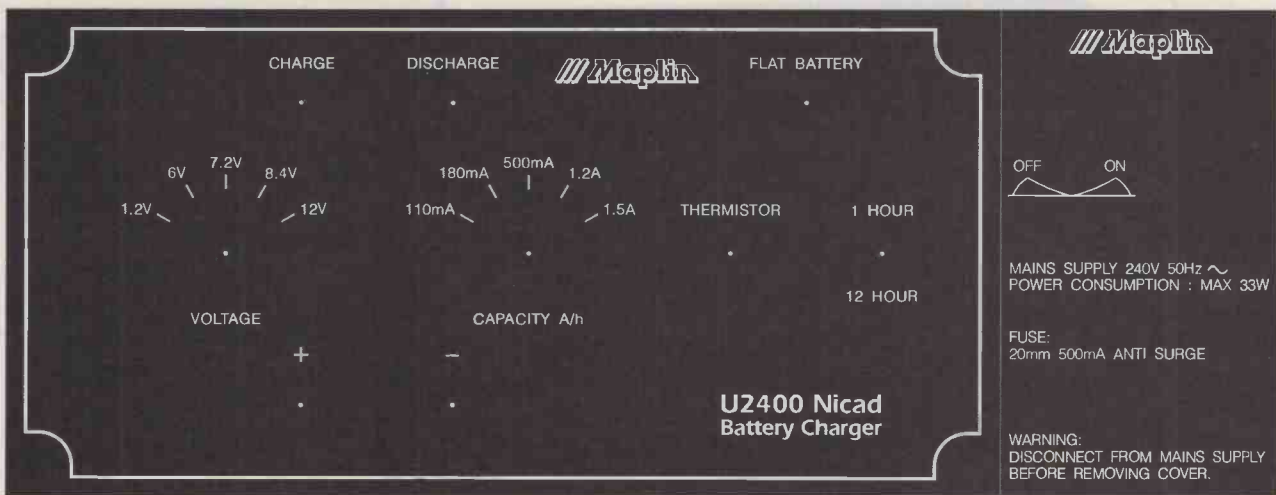 CHARGE
DISCHARGE
Maplin
FLAT BATTERY
1.2V
6V
7.2V
8.4V
12V
110mA
180mA
500mA
1.2A
1.5A
THERMISTOR
1 HOUR
12 HOUR
VOLTAGE
CAPACITY A/h
+
−
U2400 Nicad
Battery Charger
Maplin
OFF
ON
MAINS SUPPLY 240V 50Hz ~
POWER CONSUMPTION : MAX 33W
FUSE:
20mm 500mA ANTI SURGE
WARNING:
DISCONNECT FROM MAINS SUPPLY
BEFORE REMOVING COVER.